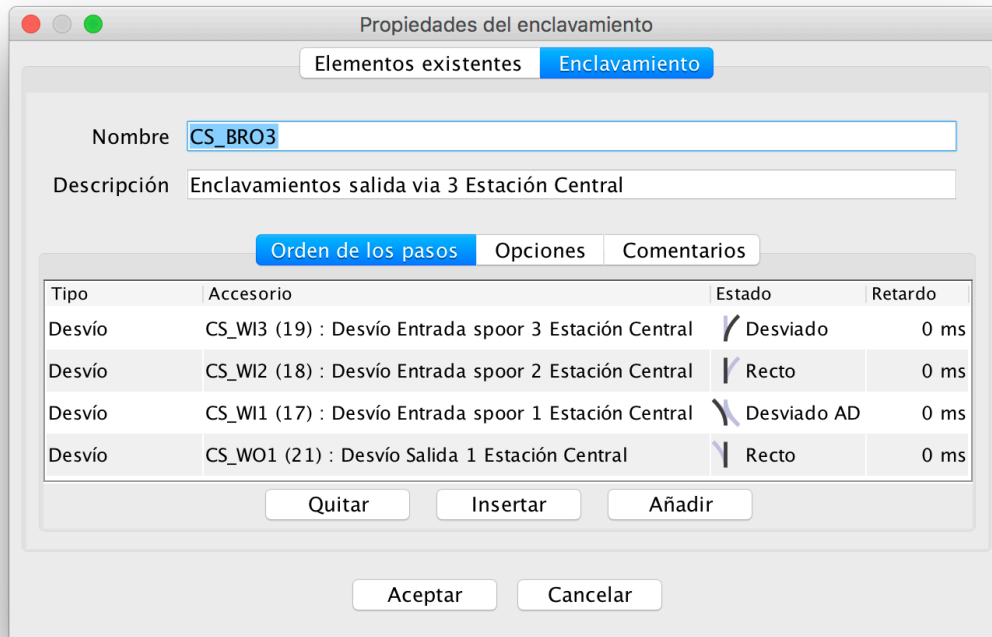 Propiedades del enclavamiento
Elementos existentes Enclavamiento
Nombre CS_BRO3
Descripción Enclavamientos salida via 3 Estación Central
Orden de los pasos Opciones Comentarios
Tipo Accesorio Estado Retardo
Desvío CS_WI3 (19) : Desvío Entrada spoor 3 Estación Central Desviado 0 ms
Desvío CS_WI2 (18) : Desvío Entrada spoor 2 Estación Central Recto 0 ms
Desvío CS_WI1 (17) : Desvío Entrada spoor 1 Estación Central Desviado AD 0 ms
Desvío CS_WO1 (21) : Desvío Salida 1 Estación Central Recto 0 ms
Quitar Insertar Añadir
Aceptar Cancelar